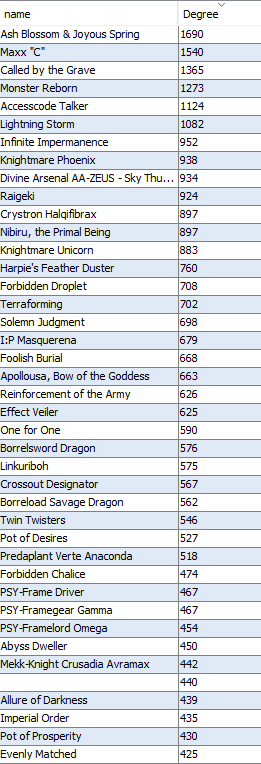 name Degree
Ash Blossom & Joyous Spring 1690
Maxx "C" 1540
Called by the Grave 1365
Monster Reborn 1273
Accesscode Talker 1124
Lightning Storm 1082
Infinite Impermanence 952
Knightmare Phoenix 938
Divine Arsenal AA-ZEUS - Sky Thu... 934
Raigeki 924
Crystron Halqifibrax 897
Nibiru, the Primal Being 897
Knightmare Unicorn 883
Harpie's Feather Duster 760
Forbidden Droplet 708
Terraforming 702
Solemn Judgment 698
I:P Masquerena 679
Foolish Burial 668
Apollousa, Bow of the Goddess 663
Reinforcement of the Army 626
Effect Veiler 625
One for One 590
Borrelsword Dragon 576
Linkuriboh 575
Crossout Designator 567
Borreload Savage Dragon 562
Twin Twisters 546
Pot of Desires 527
Predaplant Verte Anaconda 518
Forbidden Chalice 474
PSY-Frame Driver 467
PSY-Framegear Gamma 467
PSY-Framelord Omega 454
Abyss Dweller 450
Mekk-Knight Crusadia Avramax 442
440
Allure of Darkness 439
Imperial Order 435
Pot of Prosperity 430
Evenly Matched 425